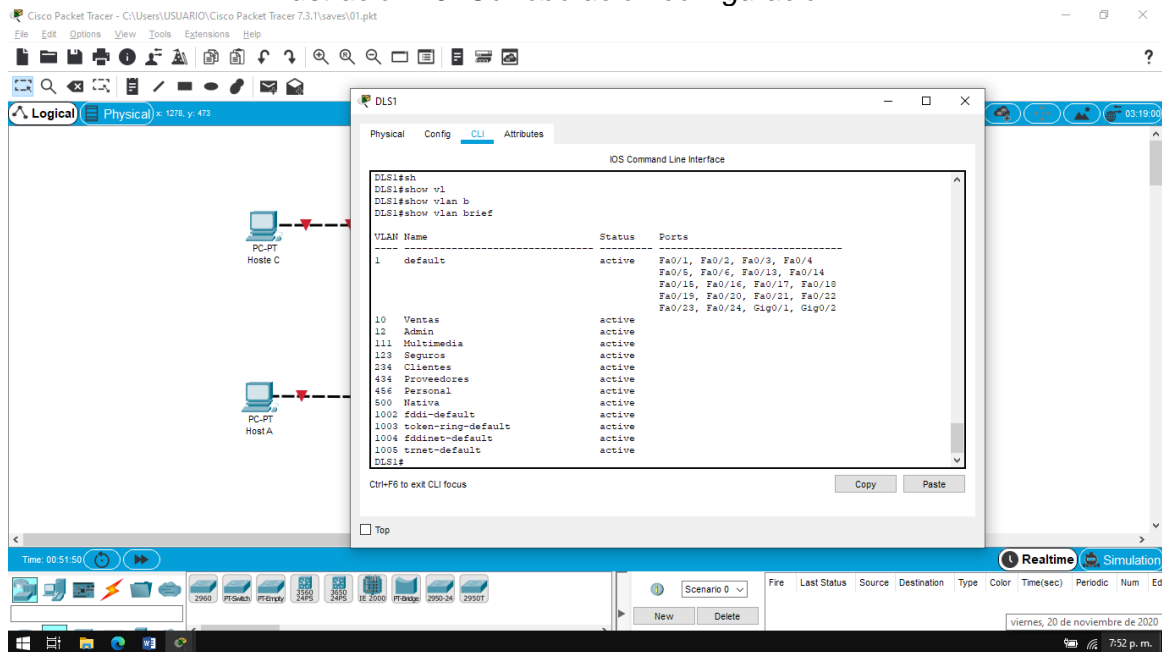 Cisco Packet Tracer - C:\Users\USUARIO\Cisco Packet Tracer 7.3.1\saves\01.pkt
File Edit Options View Tools Extensions Help
?
Logical Physical x: 1278, y: 473
03:19:00
PC-PT
Hoste C
PC-PT
Host A
DLS1
Physical Config CLI Attributes
IOS Command Line Interface
DLS1#sh
DLS1#show vl
DLS1#show vlan b
DLS1#show vlan brief
VLAN Name Status Ports
---- -------------------------------- --------- -------------------------------
1 default active Fa0/1, Fa0/2, Fa0/3, Fa0/4
Fa0/5, Fa0/6, Fa0/13, Fa0/14
Fa0/15, Fa0/16, Fa0/17, Fa0/18
Fa0/19, Fa0/20, Fa0/21, Fa0/22
Fa0/23, Fa0/24, Gig0/1, Gig0/2
10 Ventas active
12 Admin active
111 Multimedia active
123 Seguros active
234 Clientes active
434 Proveedores active
456 Personal active
500 Nativa active
1002 fddi-default active
1003 token-ring-default active
1004 fddinet-default active
1005 trnet-default active
DLS1#
Ctrl+F6 to exit CLI focus
Copy Paste
Top
Time: 00:51:50
Realtime Simulation
2960 PT-Switch PT-Empty 3560 24PS 3650 24PS IE 2000 PT-Bridge 2950-24 2950T
Scenario 0
New Delete
Fire Last Status Source Destination Type Color Time(sec) Periodic Num Ed
viernes, 20 de noviembre de 2020
7:52 p. m.